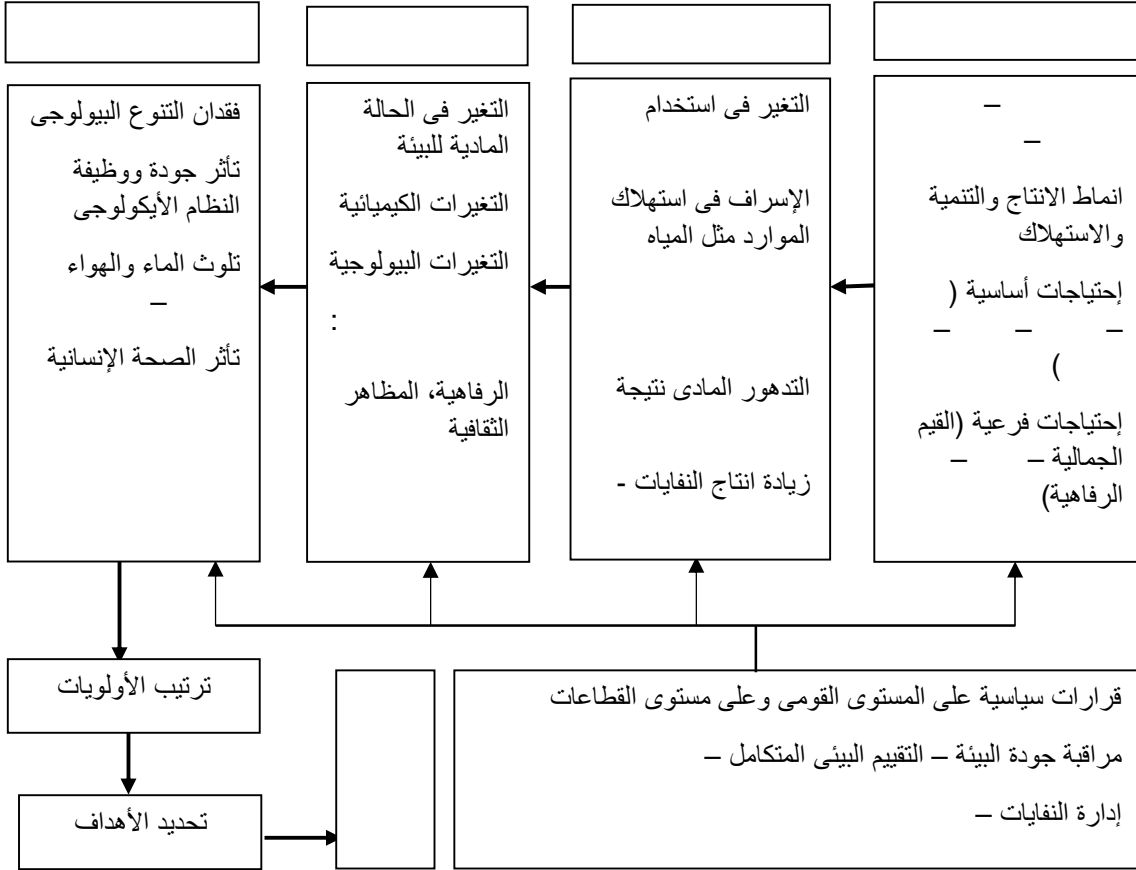 –
–
انماط الانتاج والتنمية
والاستهلاك
إحتياجات أساسية (
– – –
)
إحتياجات فرعية (القيم
الجمالية – –
الرفاهية)
التغير فى استخدام
الإسراف فى استهلاك
الموارد مثل المياه
التدهور المادى نتيجة
زيادة انتاج النفايات -
التغير فى الحالة
المادية للبيئة
التغيرات الكيميائية
التغيرات البيولوجية
:
الرفاهية، المظاهر
الثقافية
فقدان التنوع البيولوجى
تأثر جودة ووظيفة
النظام الأيكولوجى
تلوث الماء والهواء
–
تأثر الصحة الإنسانية
ترتيب الأولويات
تحديد الأهداف
قرارات سياسية على المستوى القومى وعلى مستوى القطاعات
مراقبة جودة البيئة – التقييم البيئى المتكامل –
إدارة النفايات –